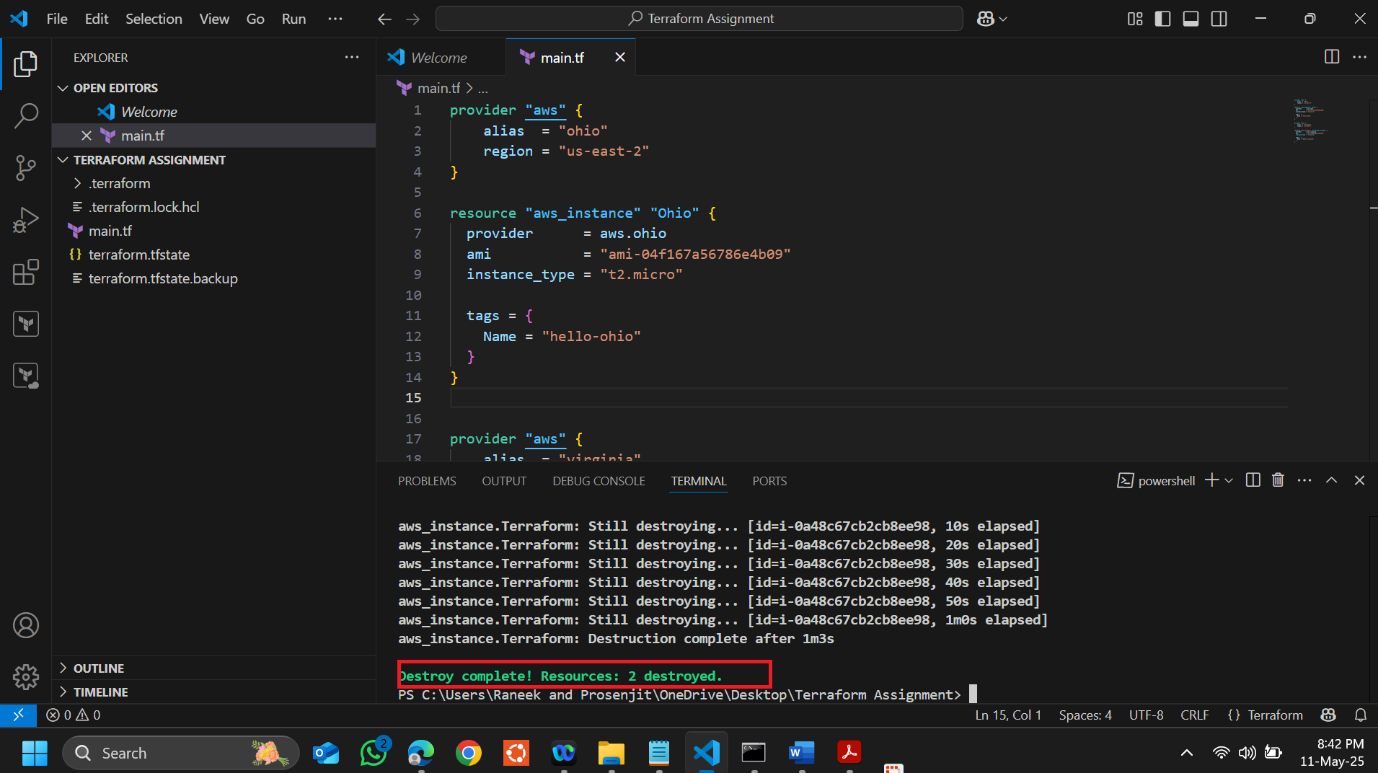 File Edit Selection View Go Run ···
Terraform Assignment
EXPLORER ···
OPEN EDITORS
Welcome
main.tf
TERRAFORM ASSIGNMENT
.terraform
.terraform.lock.hcl
main.tf
terraform.tfstate
terraform.tfstate.backup
OUTLINE
TIMELINE
Welcome main.tf
main.tf > ...
1 provider "aws" {
2 alias = "ohio"
3 region = "us-east-2"
4 }
5
6 resource "aws_instance" "Ohio" {
7 provider = aws.ohio
8 ami = "ami-04f167a56786e4b09"
9 instance_type = "t2.micro"
10
11 tags = {
12 Name = "hello-ohio"
13 }
14 }
15
16
17 provider "aws" {
18 alias = "virginia"
PROBLEMS OUTPUT DEBUG CONSOLE TERMINAL PORTS powershell
aws_instance.Terraform: Still destroying... [id=i-0a48c67cb2cb8ee98, 10s elapsed]
aws_instance.Terraform: Still destroying... [id=i-0a48c67cb2cb8ee98, 20s elapsed]
aws_instance.Terraform: Still destroying... [id=i-0a48c67cb2cb8ee98, 30s elapsed]
aws_instance.Terraform: Still destroying... [id=i-0a48c67cb2cb8ee98, 40s elapsed]
aws_instance.Terraform: Still destroying... [id=i-0a48c67cb2cb8ee98, 50s elapsed]
aws_instance.Terraform: Still destroying... [id=i-0a48c67cb2cb8ee98, 1m0s elapsed]
aws_instance.Terraform: Destruction complete after 1m3s
Destroy complete! Resources: 2 destroyed.
PS C:\Users\Raneek and Prosenjit\OneDrive\Desktop\Terraform Assignment>
0 0 Ln 15, Col 1 Spaces: 4 UTF-8 CRLF {} Terraform
Search 2 8:42 PM
11-May-25